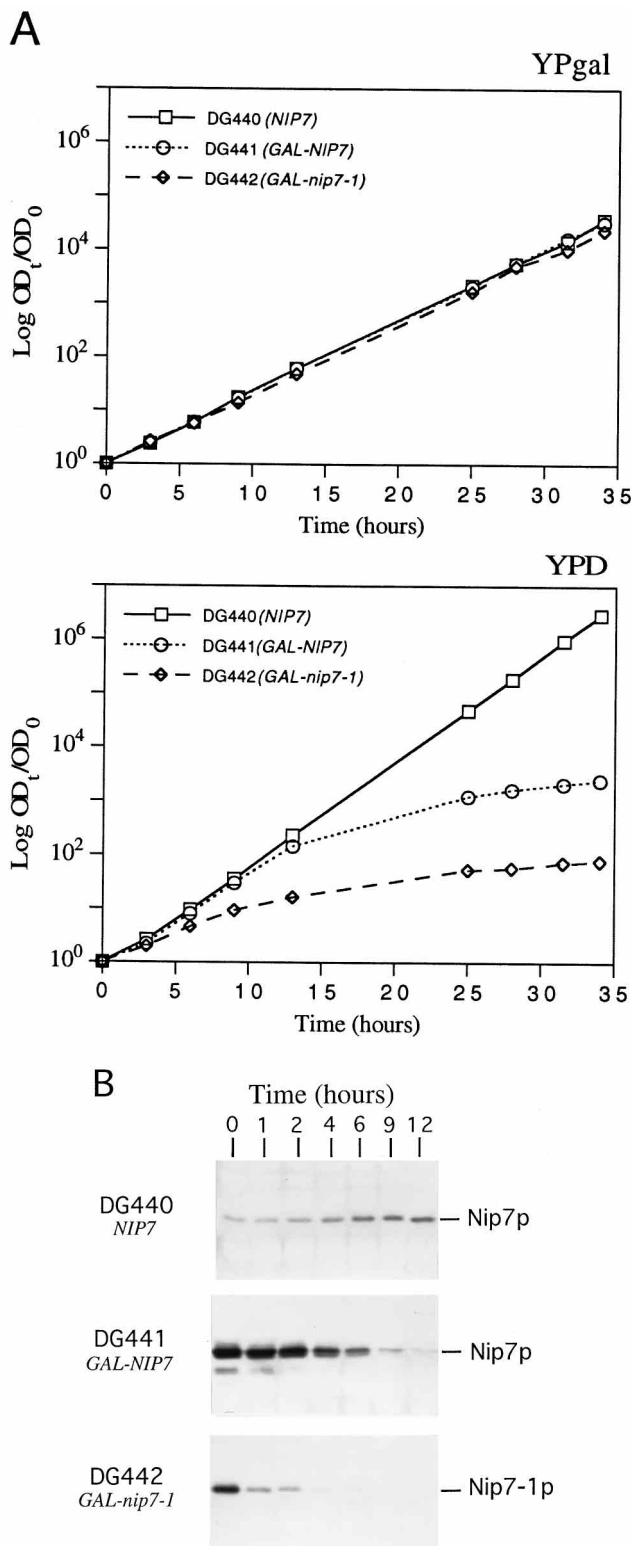 A
YPgal
DG440 (NIP7)
DG441 (GAL-NIP7)
DG442 (GAL-nip7-1)
Log ODt/OD0
10^6
10^4
10^2
10^0
0 5 10 15 20 25 30 35
Time (hours)
YPD
DG440 (NIP7)
DG441 (GAL-NIP7)
DG442 (GAL-nip7-1)
Log ODt/OD0
10^6
10^4
10^2
10^0
0 5 10 15 20 25 30 35
Time (hours)
B
Time (hours)
0 1 2 4 6 9 12
DG440
NIP7
Nip7p
DG441
GAL-NIP7
Nip7p
DG442
GAL-nip7-1
Nip7-1p